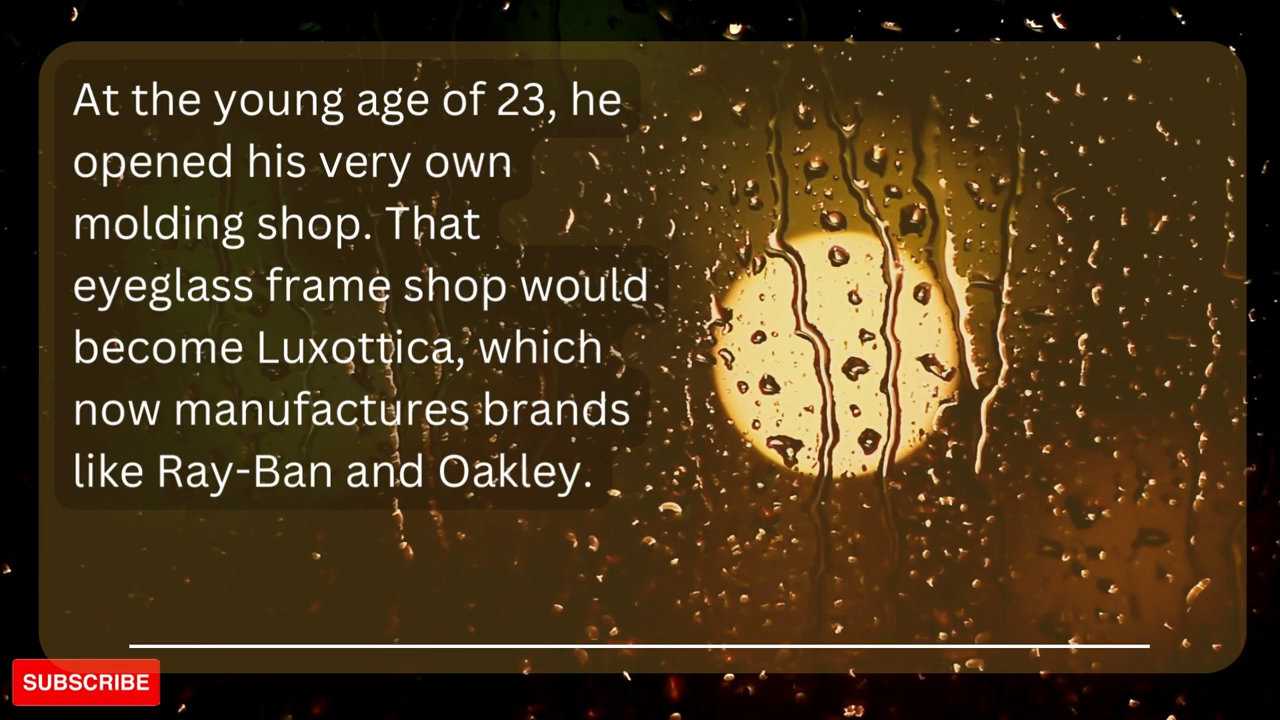 At the young age of 23, he
opened his very own
molding shop. That
eyeglass frame shop would
become Luxottica, which
now manufactures brands
like Ray-Ban and Oakley.
SUBSCRIBE